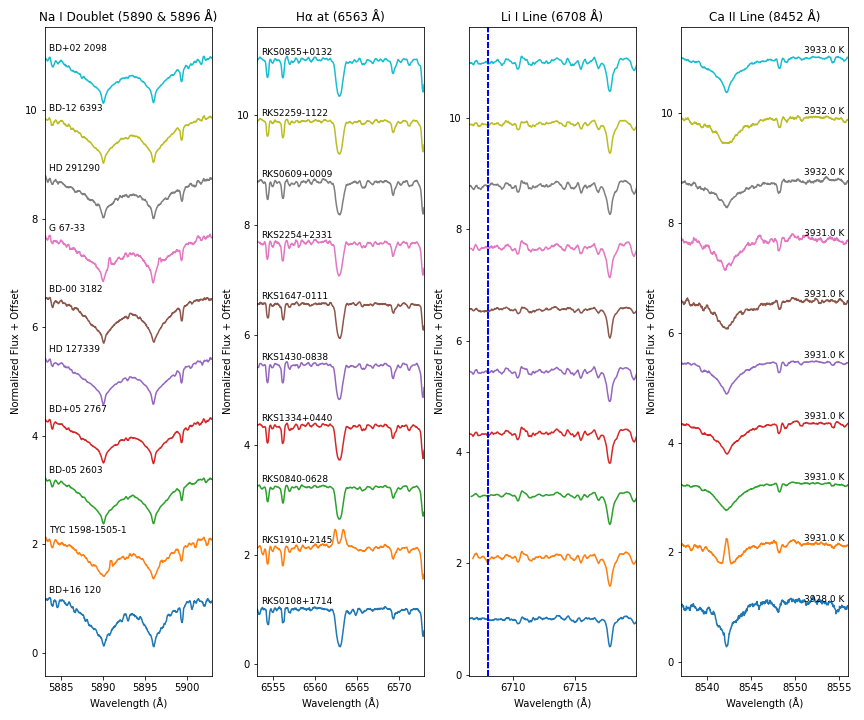 Na I Doublet (5890 & 5896 Å)
Normalized Flux + Offset
10
8
6
4
2
0
BD+02 2098
BD-12 6393
HD 291290
G 67-33
BD-00 3182
HD 127339
BD+05 2767
BD-05 2603
TYC 1598-1505-1
BD+16 120
5885 5890 5895 5900
Wavelength (Å)
Hα at (6563 Å)
Normalized Flux + Offset
10
8
6
4
2
0
RKS0855+0132
RKS2259-1122
RKS0609+0009
RKS2254+2331
RKS1647-0111
RKS1430-0838
RKS1334+0440
RKS0840-0628
RKS1910+2145
RKS0108+1714
6555 6560 6565 6570
Wavelength (Å)
Li I Line (6708 Å)
Normalized Flux + Offset
10
8
6
4
2
0
6710 6715
Wavelength (Å)
Ca II Line (8452 Å)
Normalized Flux + Offset
10
8
6
4
2
0
3933.0 K
3932.0 K
3932.0 K
3931.0 K
3931.0 K
3931.0 K
3931.0 K
3931.0 K
3931.0 K
3928.0 K
8540 8545 8550 8555
Wavelength (Å)